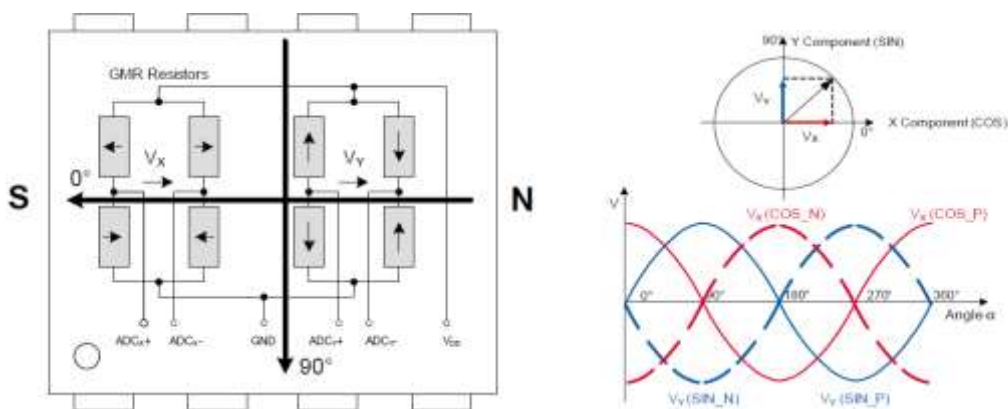 GMR Resistors
V_X
V_Y
0°
S
N
ADC_X+
ADC_X-
GND
ADC_Y+
ADC_Y-
V_DD
90°
90°
Y Component (SIN)
V_Y
V_X
0°
X Component (COS)
V
V_X (COS_N)
V_X (COS_P)
0°
90°
180°
270°
360°
Angle α
V_Y (SIN_N)
V_Y (SIN_P)